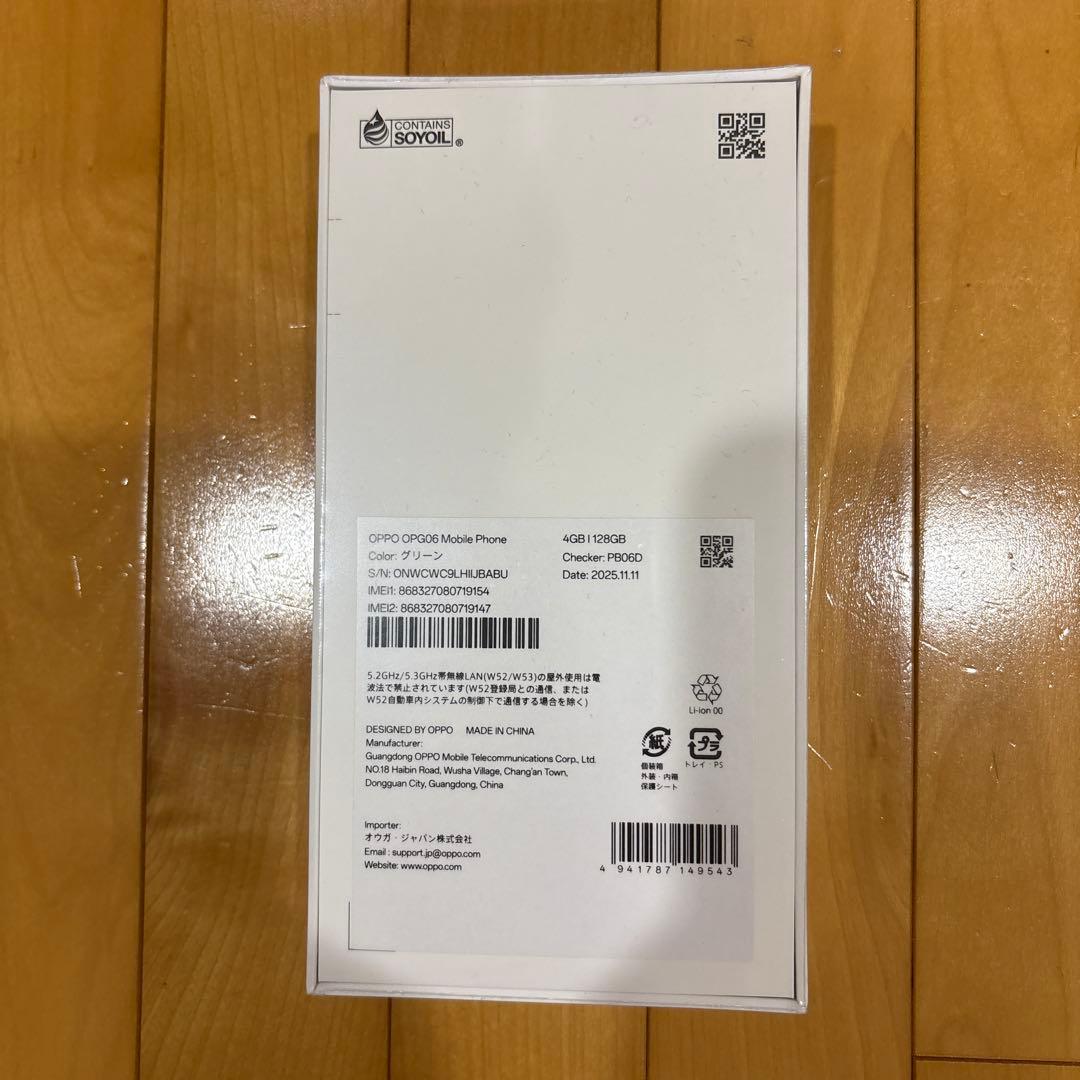 CONTAINS
SOYOIL®
OPPO OPG06 Mobile Phone
Color: グリーン
S/N: ONWCWC9LHIIJBABU
IMEI1: 868327080719154
IMEI2: 868327080719147
4GB | 128GB
Checker: PB06D
Date: 2025.11.11
5.2GHz/5.3GHz帯無線LAN(W52/W53)の屋外使用は電
波法で禁止されています(W52登録局との通信、または
W52自動車内システムの制御下で通信する場合を除く)
Li-ion 00
DESIGNED BY OPPO MADE IN CHINA
Manufacturer:
Guangdong OPPO Mobile Telecommunications Corp., Ltd.
NO.18 Haibin Road, Wusha Village, Chang'an Town,
Dongguan City, Guangdong, China
紙
個装箱
外装・内箱
保護シート
プラ
トレイ・PS
Importer:
オウガ・ジャパン株式会社
Email : support.jp@oppo.com
Website: www.oppo.com
4 941787 149543